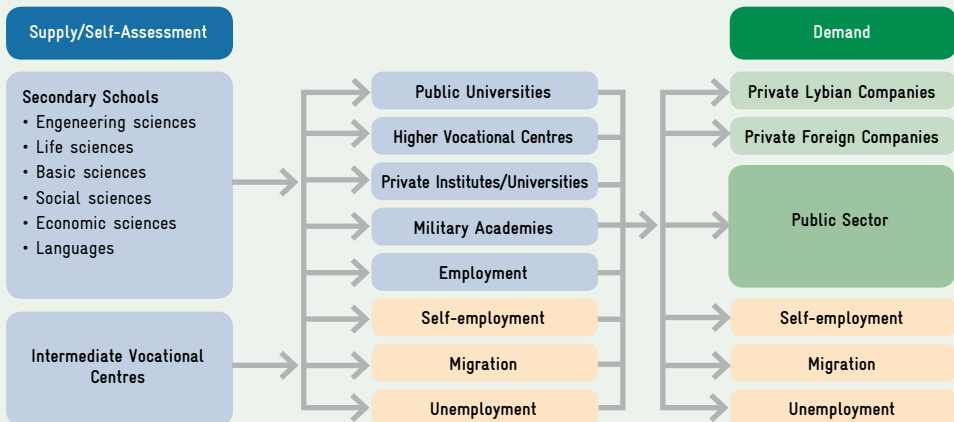 Supply/Self-Assessment
Secondary Schools
• Engeneering sciences
• Life sciences
• Basic sciences
• Social sciences
• Economic sciences
• Languages
Intermediate Vocational
Centres
Public Universities
Higher Vocational Centres
Private Institutes/Universities
Military Academies
Employment
Self-employment
Migration
Unemployment
Demand
Private Lybian Companies
Private Foreign Companies
Public Sector
Self-employment
Migration
Unemployment